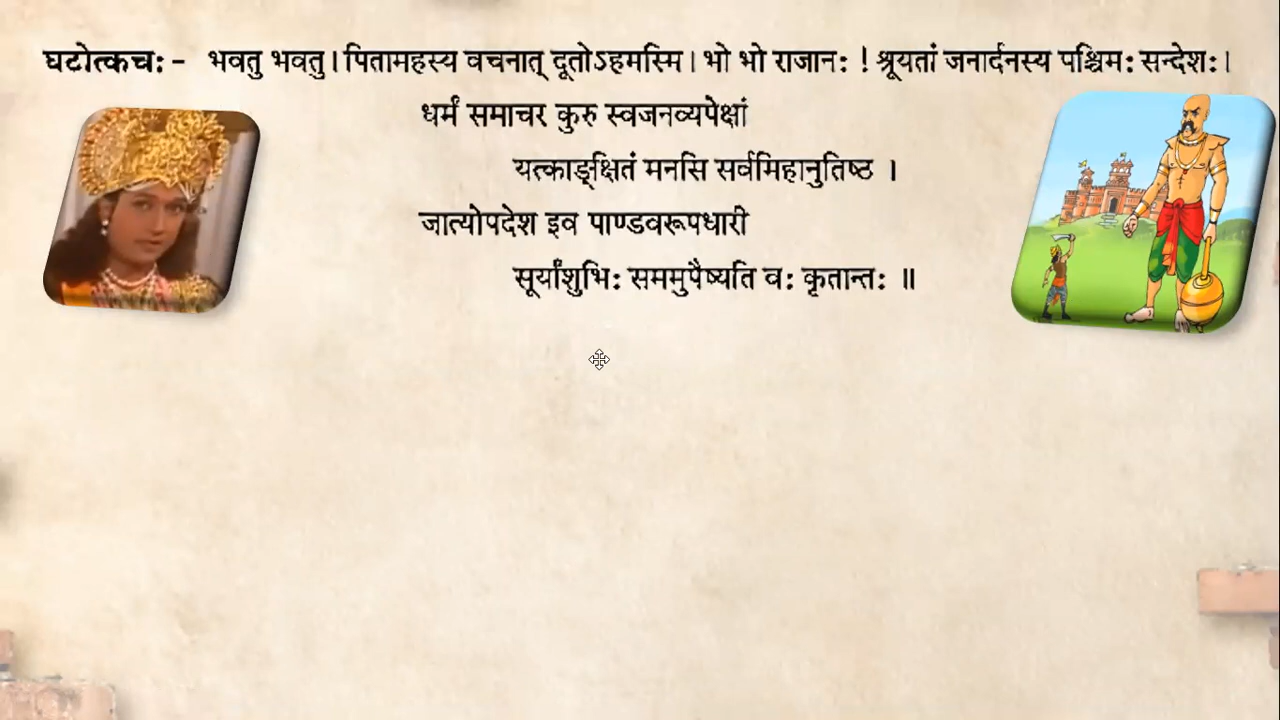 घटोत्कचः- भवतु भवतु। पितामहस्य वचनात् दूतोऽहमस्मि। भो भो राजानः ! श्रूयतां जनार्दनस्य पश्चिमः सन्देशः।
धर्मं समाचर कुरु स्वजनव्यपेक्षां
यत्काङ्क्षितं मनसि सर्वमिहानुतिष्ठ ।
जात्योपदेश इव पाण्डवरूपधारी
सूर्यांशुभिः सममुपैष्यति वः कृतान्तः ॥